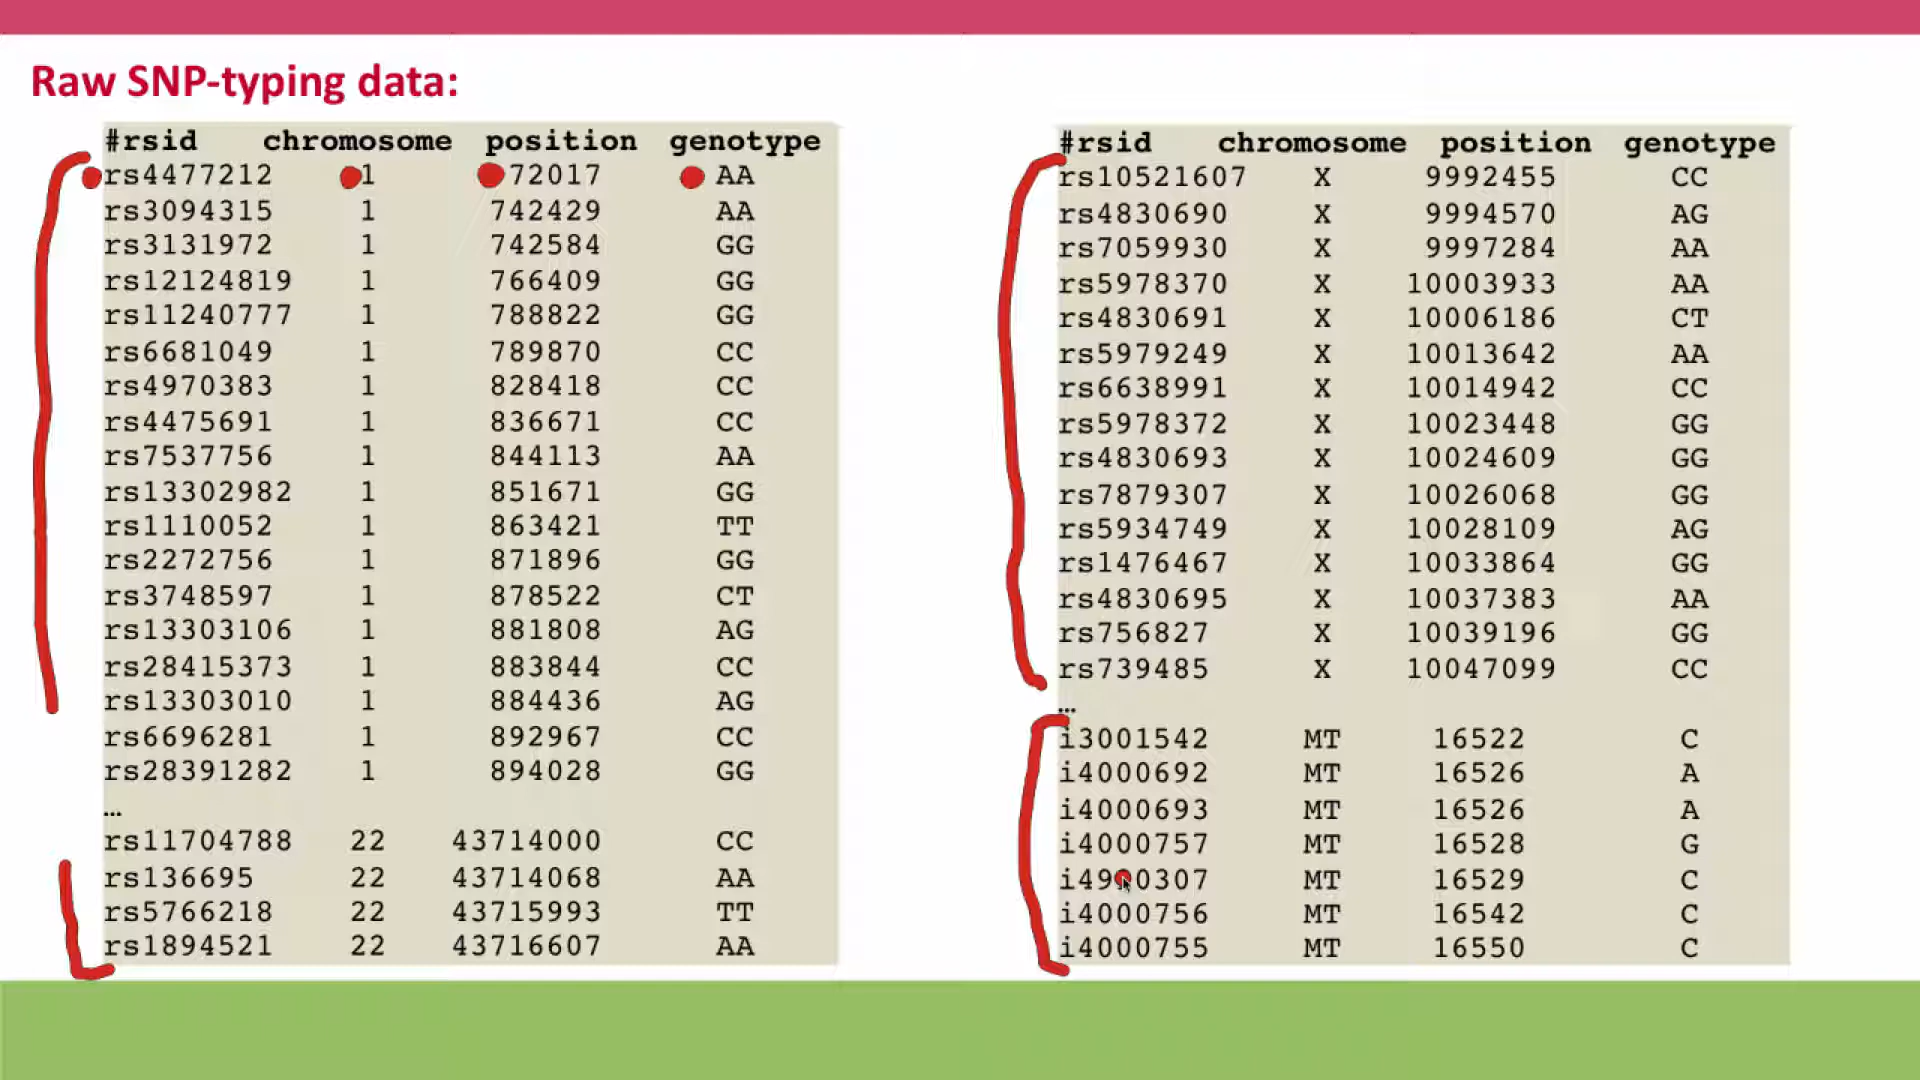 Raw SNP-typing data:
#rsid chromosome position genotype
rs4477212 1 72017 AA
rs3094315 1 742429 AA
rs3131972 1 742584 GG
rs12124819 1 766409 GG
rs11240777 1 788822 GG
rs6681049 1 789870 CC
rs4970383 1 828418 CC
rs4475691 1 836671 CC
rs7537756 1 844113 AA
rs13302982 1 851671 GG
rs1110052 1 863421 TT
rs2272756 1 871896 GG
rs3748597 1 878522 CT
rs13303106 1 881808 AG
rs28415373 1 883844 CC
rs13303010 1 884436 AG
rs6696281 1 892967 CC
rs28391282 1 894028 GG
…
rs11704788 22 43714000 CC
rs136695 22 43714068 AA
rs5766218 22 43715993 TT
rs1894521 22 43716607 AA
#rsid chromosome position genotype
rs10521607 X 9992455 CC
rs4830690 X 9994570 AG
rs7059930 X 9997284 AA
rs5978370 X 10003933 AA
rs4830691 X 10006186 CT
rs5979249 X 10013642 AA
rs6638991 X 10014942 CC
rs5978372 X 10023448 GG
rs4830693 X 10024609 GG
rs7879307 X 10026068 GG
rs5934749 X 10028109 AG
rs1476467 X 10033864 GG
rs4830695 X 10037383 AA
rs756827 X 10039196 GG
rs739485 X 10047099 CC
…
i3001542 MT 16522 C
i4000692 MT 16526 A
i4000693 MT 16526 A
i4000757 MT 16528 G
MT 16529 C
i4000756 MT 16542 C
i4000755 MT 16550 C